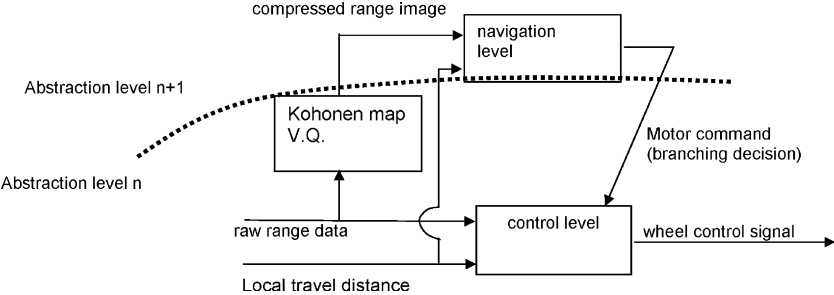 compressed range image
navigation
level
Abstraction level n+1
Kohonen map
V.Q.
Motor command
(branching decision)
Abstraction level n
raw range data
control level
wheel control signal
Local travel distance